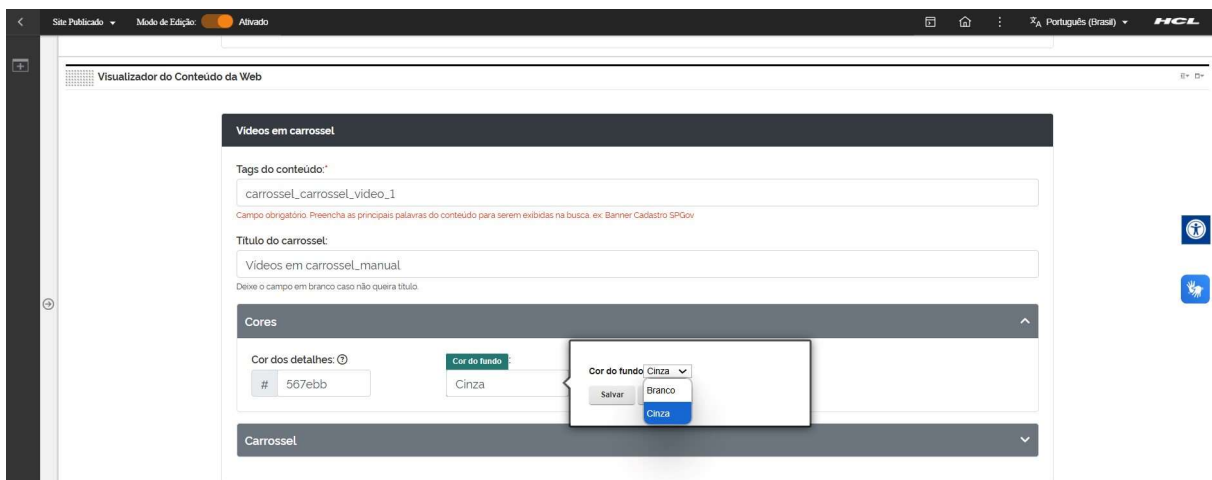 Site Publicado Modo de Edição: Ativado Português (Brasil) HCL
Visualizador do Conteúdo da Web
Vídeos em carrossel
Tags do conteúdo:*
carrossel_carrossel_video_1
Campo obrigatório. Preencha as principais palavras do conteúdo para serem exibidas na busca. ex: Banner Cadastro SPGov
Título do carrossel:
Vídeos em carrossel_manual
Deixe o campo em branco caso não queira título.
Cores
Cor dos detalhes:
# 567ebb
Cor do fundo :
Cinza
Cor do fundo Cinza
Salvar
Branco
Cinza
Carrossel